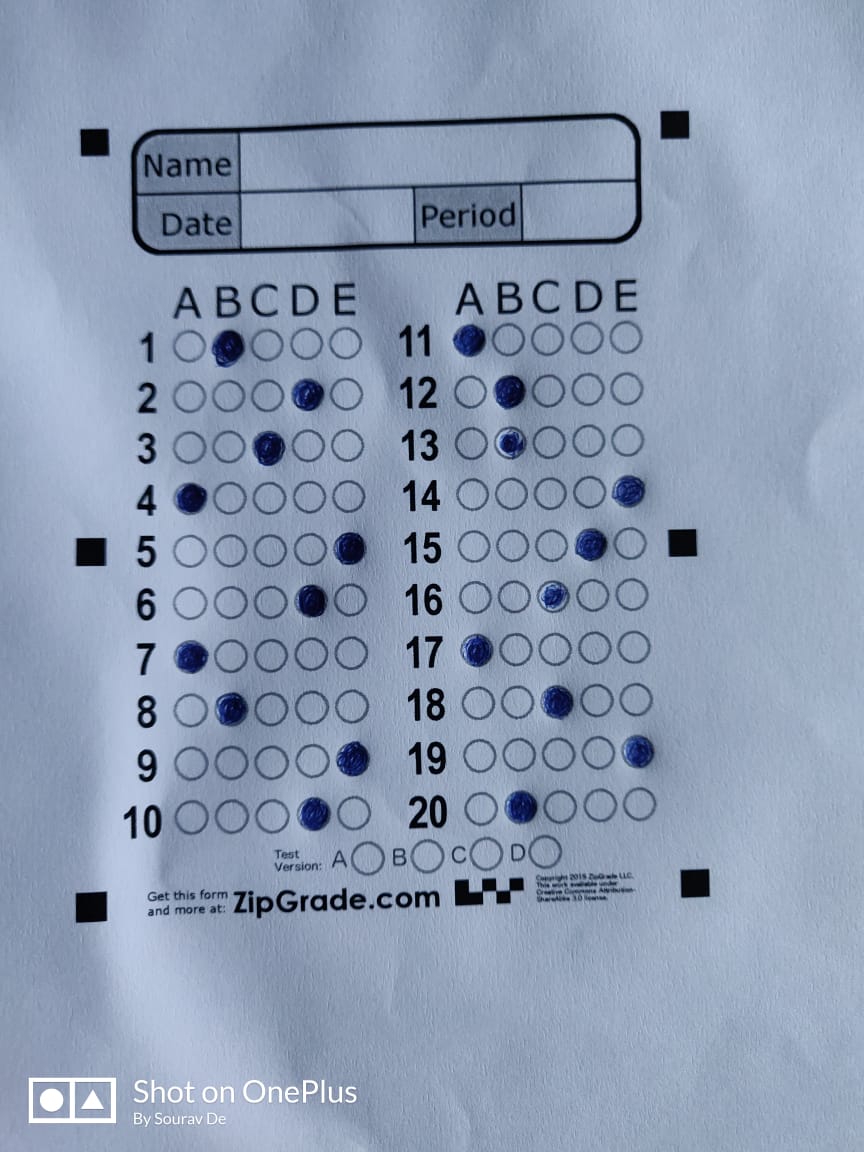 Name
Date Period
A B C D E A B C D E
1 11
2 12
3 13
4 14
5 15
6 16
7 17
8 18
9 19
10 20
Test
Version: A B C D
Get this form
and more at: ZipGrade.com
Copyright 2015 ZipGrade LLC.
This work available under
Creative Commons Attribution-
ShareAlike 3.0 license.
Shot on OnePlus
By Sourav De